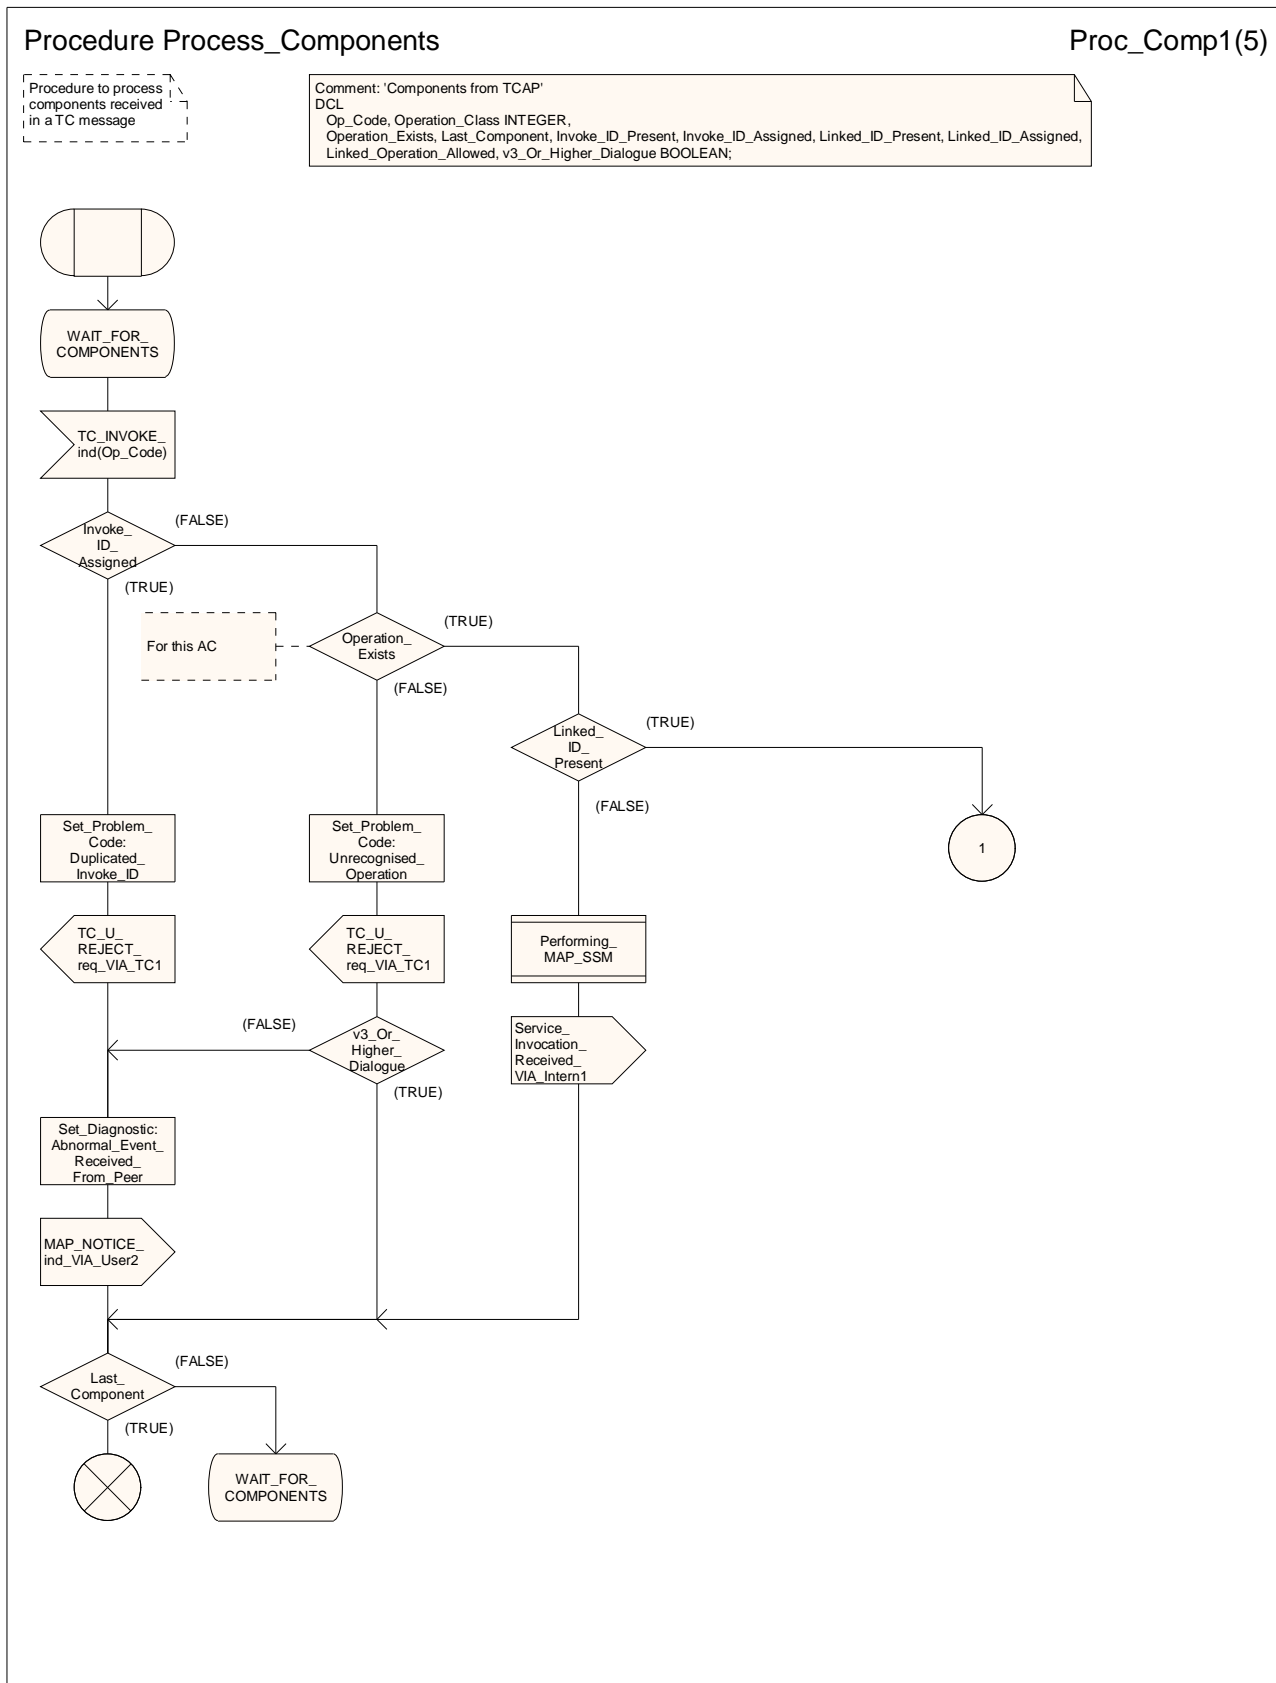 Procedure Process_Components
Proc_Comp1(5)
Procedure to process
components received
in a TC message
Comment: 'Components from TCAP'
DCL
Op_Code, Operation_Class INTEGER,
Operation_Exists, Last_Component, Invoke_ID_Present, Invoke_ID_Assigned, Linked_ID_Present, Linked_ID_Assigned,
Linked_Operation_Allowed, v3_Or_Higher_Dialogue BOOLEAN;
WAIT_FOR_
COMPONENTS
TC_INVOKE_
ind(Op_Code)
Invoke_
ID_
Assigned
(FALSE)
(TRUE)
For this AC
Operation_
Exists
(TRUE)
(FALSE)
Linked_
ID_
Present
(TRUE)
(FALSE)
1
Set_Problem_
Code:
Duplicated_
Invoke_ID
Set_Problem_
Code:
Unrecognised_
Operation
TC_U_
REJECT_
req_VIA_TC1
TC_U_
REJECT_
req_VIA_TC1
Performing_
MAP_SSM
(FALSE)
v3_Or_
Higher_
Dialogue
(TRUE)
Service_
Invocation_
Received_
VIA_Intern1
Set_Diagnostic:
Abnormal_Event_
Received_
From_Peer
MAP_NOTICE_
ind_VIA_User2
Last_
Component
(FALSE)
(TRUE)
WAIT_FOR_
COMPONENTS